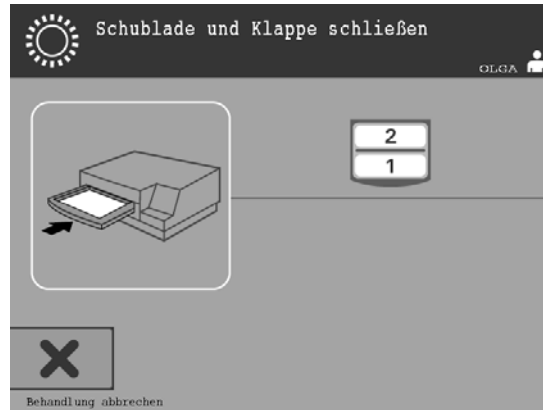 Schublade und Klappe schließen
OLGA
2
1
Behandlung abbrechen